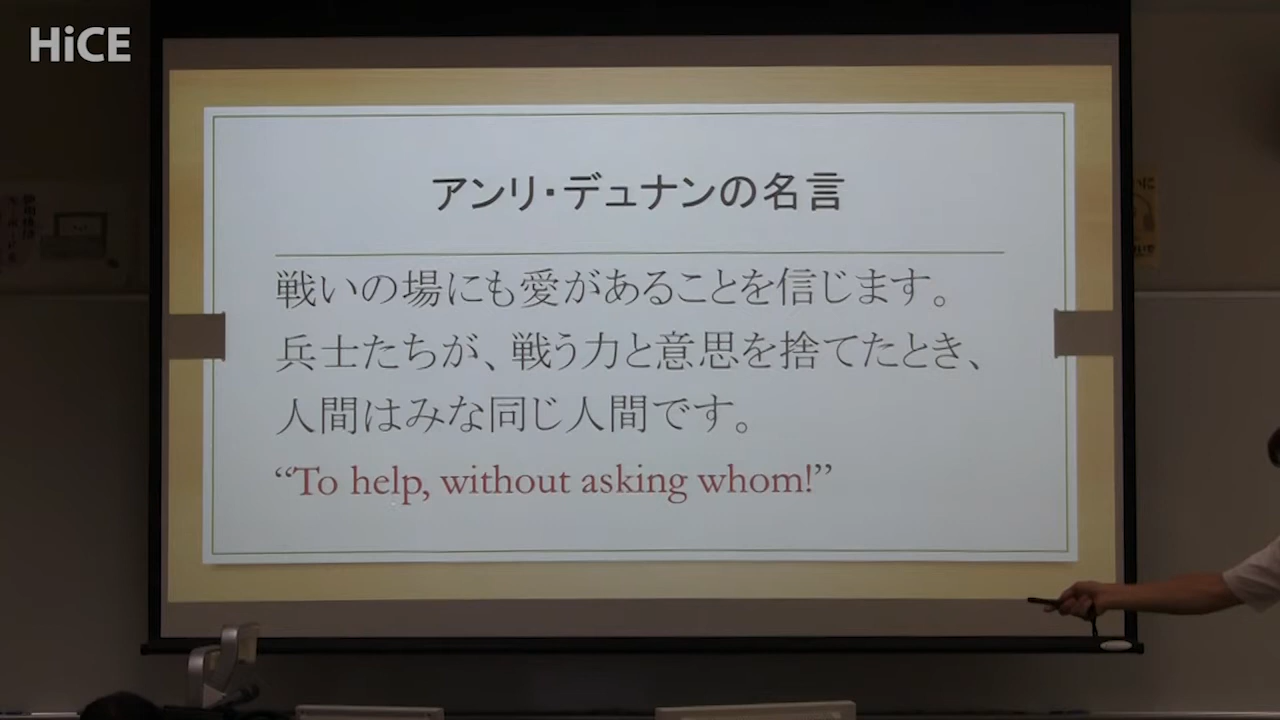 HiCE
アンリ・デュナンの名言
戦いの場にも愛があることを信じます。
兵士たちが、戦う力と意思を捨てたとき、
人間はみな同じ人間です。
“To help, without asking whom!”